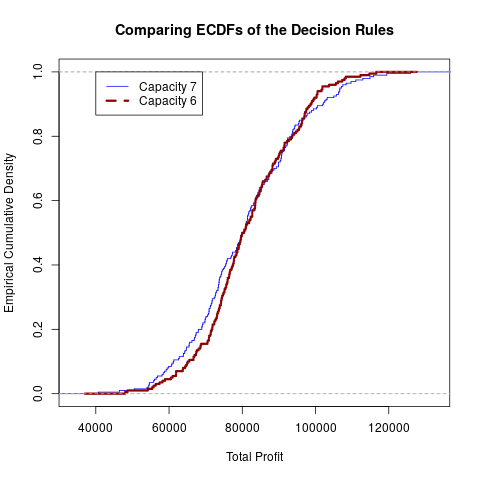 Comparing ECDFs of the Decision Rules
Capacity 7
Capacity 6
Empirical Cumulative Density
1.0
0.8
0.6
0.4
0.2
0.0
40000 60000 80000 100000 120000
Total Profit